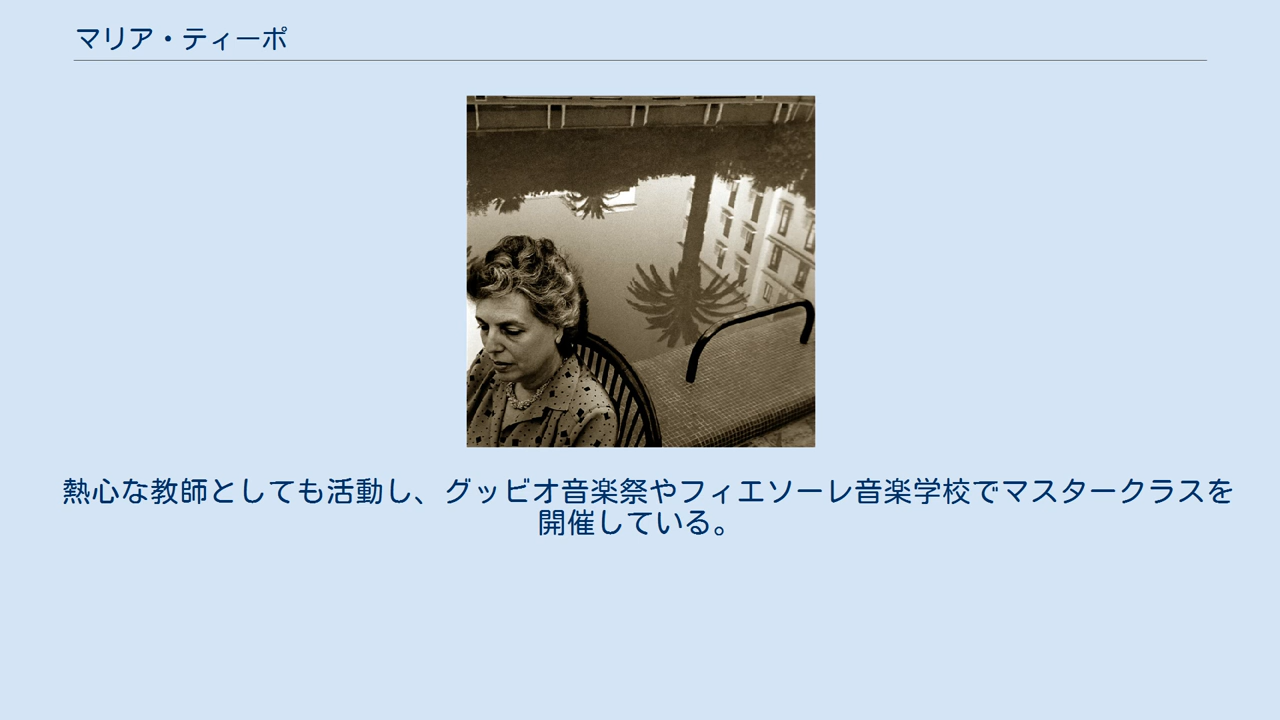 マリア・ティーポ
熱心な教師としても活動し、グッビオ音楽祭やフィエソーレ音楽学校でマスタークラスを
開催している。